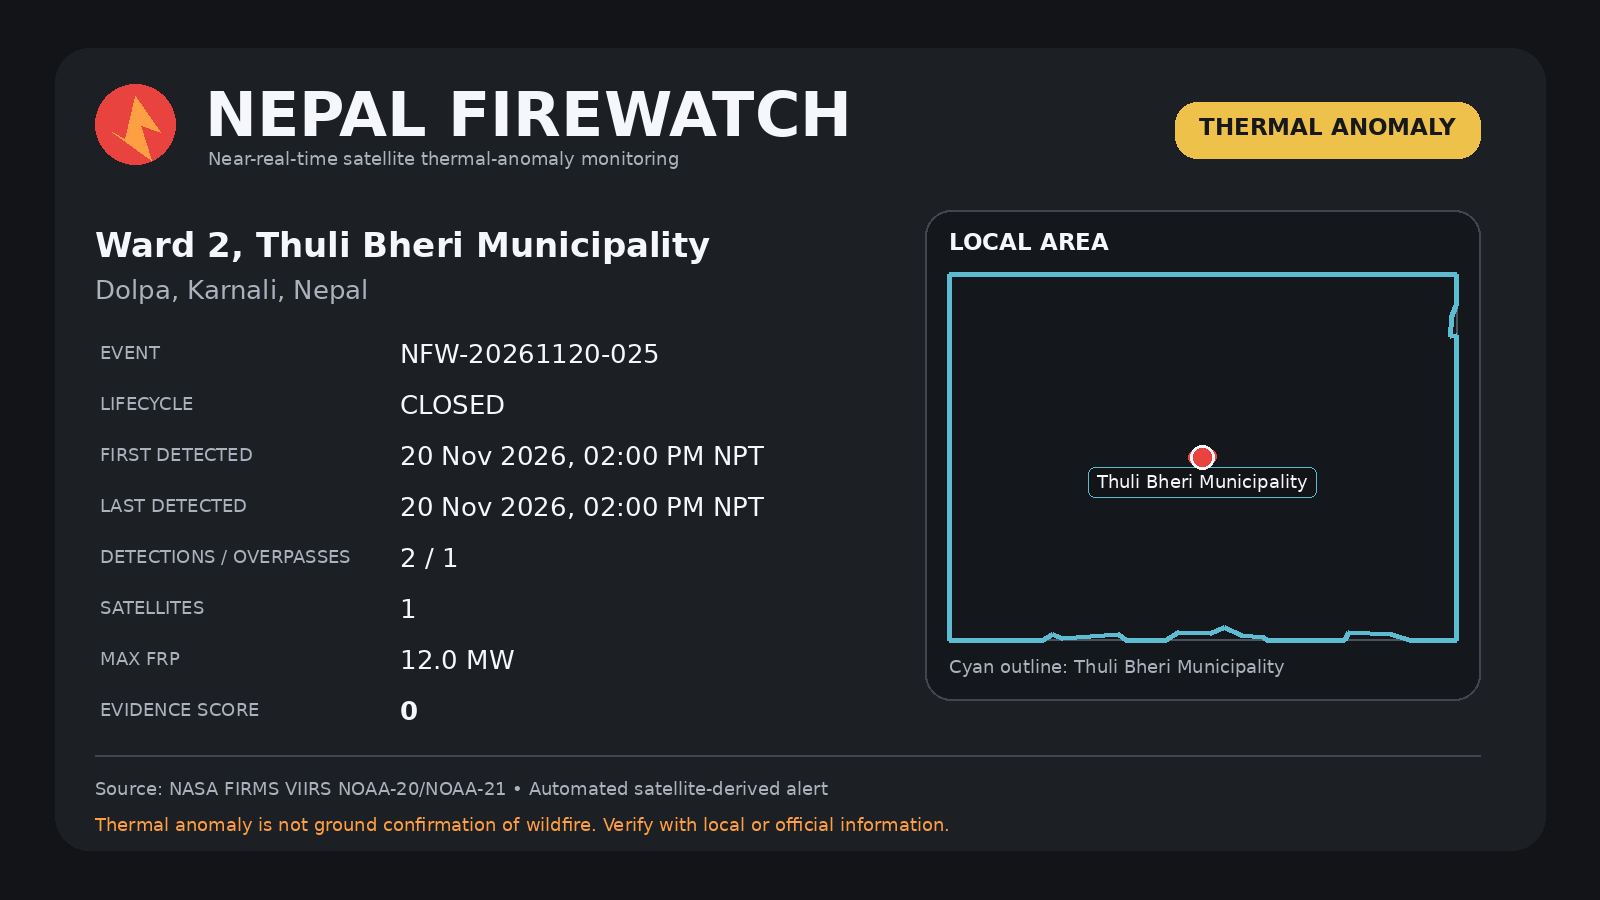 NEPAL FIREWATCH
Near-real-time satellite thermal-anomaly monitoring
THERMAL ANOMALY
Ward 2, Thuli Bheri Municipality
Dolpa, Karnali, Nepal
EVENT NFW-20261120-025
LIFECYCLE CLOSED
FIRST DETECTED 20 Nov 2026, 02:00 PM NPT
LAST DETECTED 20 Nov 2026, 02:00 PM NPT
DETECTIONS / OVERPASSES 2 / 1
SATELLITES 1
MAX FRP 12.0 MW
EVIDENCE SCORE 0
LOCAL AREA
Thuli Bheri Municipality
Cyan outline: Thuli Bheri Municipality
Source: NASA FIRMS VIIRS NOAA-20/NOAA-21 • Automated satellite-derived alert
Thermal anomaly is not ground confirmation of wildfire. Verify with local or official information.